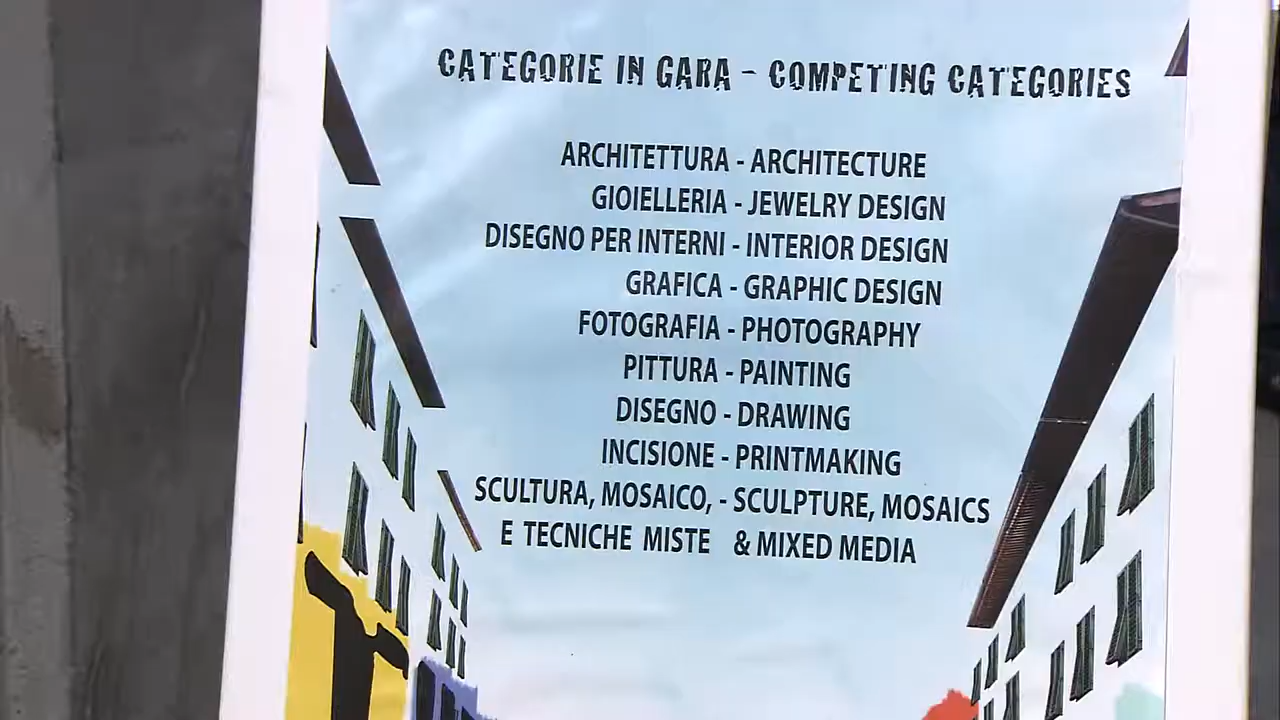 CATEGORIE IN GARA - COMPETING CATEGORIES
ARCHITETTURA - ARCHITECTURE
GIOIELLERIA - JEWELRY DESIGN
DISEGNO PER INTERNI - INTERIOR DESIGN
GRAFICA - GRAPHIC DESIGN
FOTOGRAFIA - PHOTOGRAPHY
PITTURA - PAINTING
DISEGNO - DRAWING
INCISIONE - PRINTMAKING
SCULTURA, MOSAICO, - SCULPTURE, MOSAICS
E TECNICHE MISTE & MIXED MEDIA